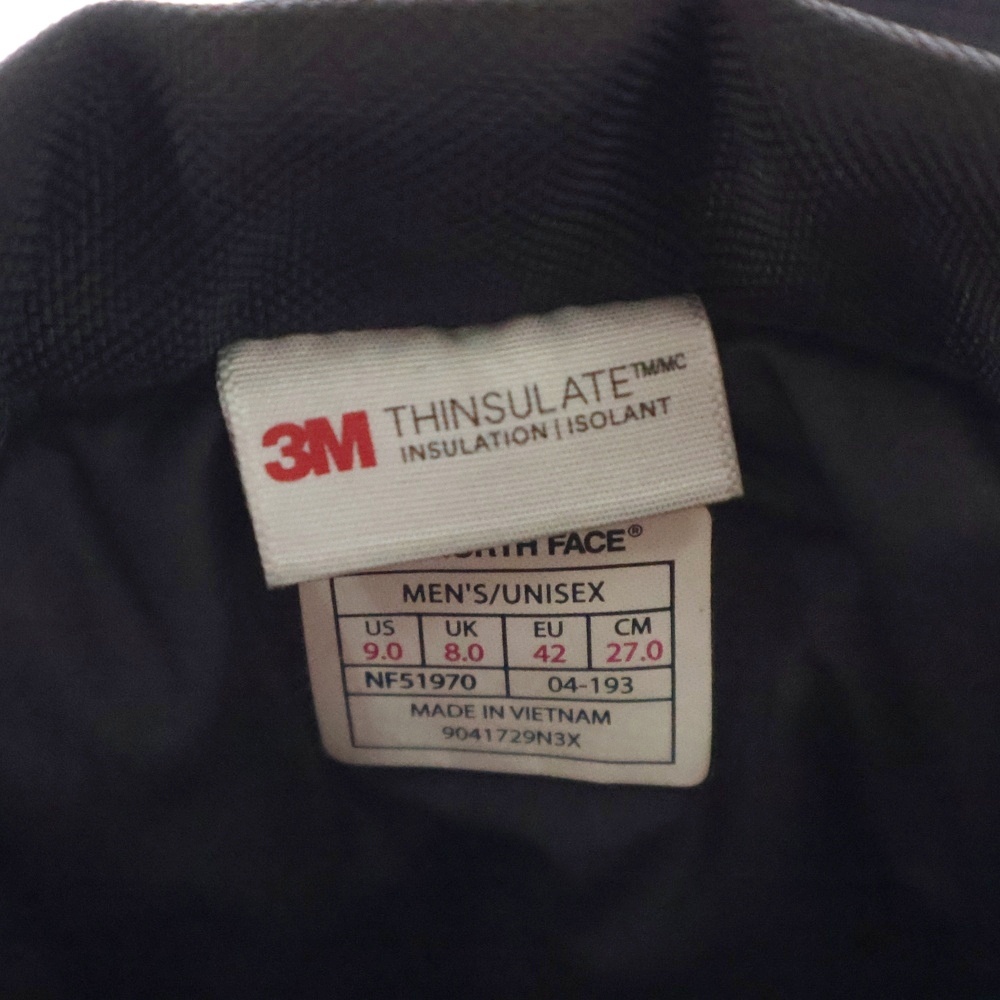 3M THINSULATE™/MC
INSULATION | ISOLANT
NORTH FACE®
MEN'S/UNISEX
US UK EU CM
9.0 8.0 42 27.0
NF51970 04-193
MADE IN VIETNAM
9041729N3X